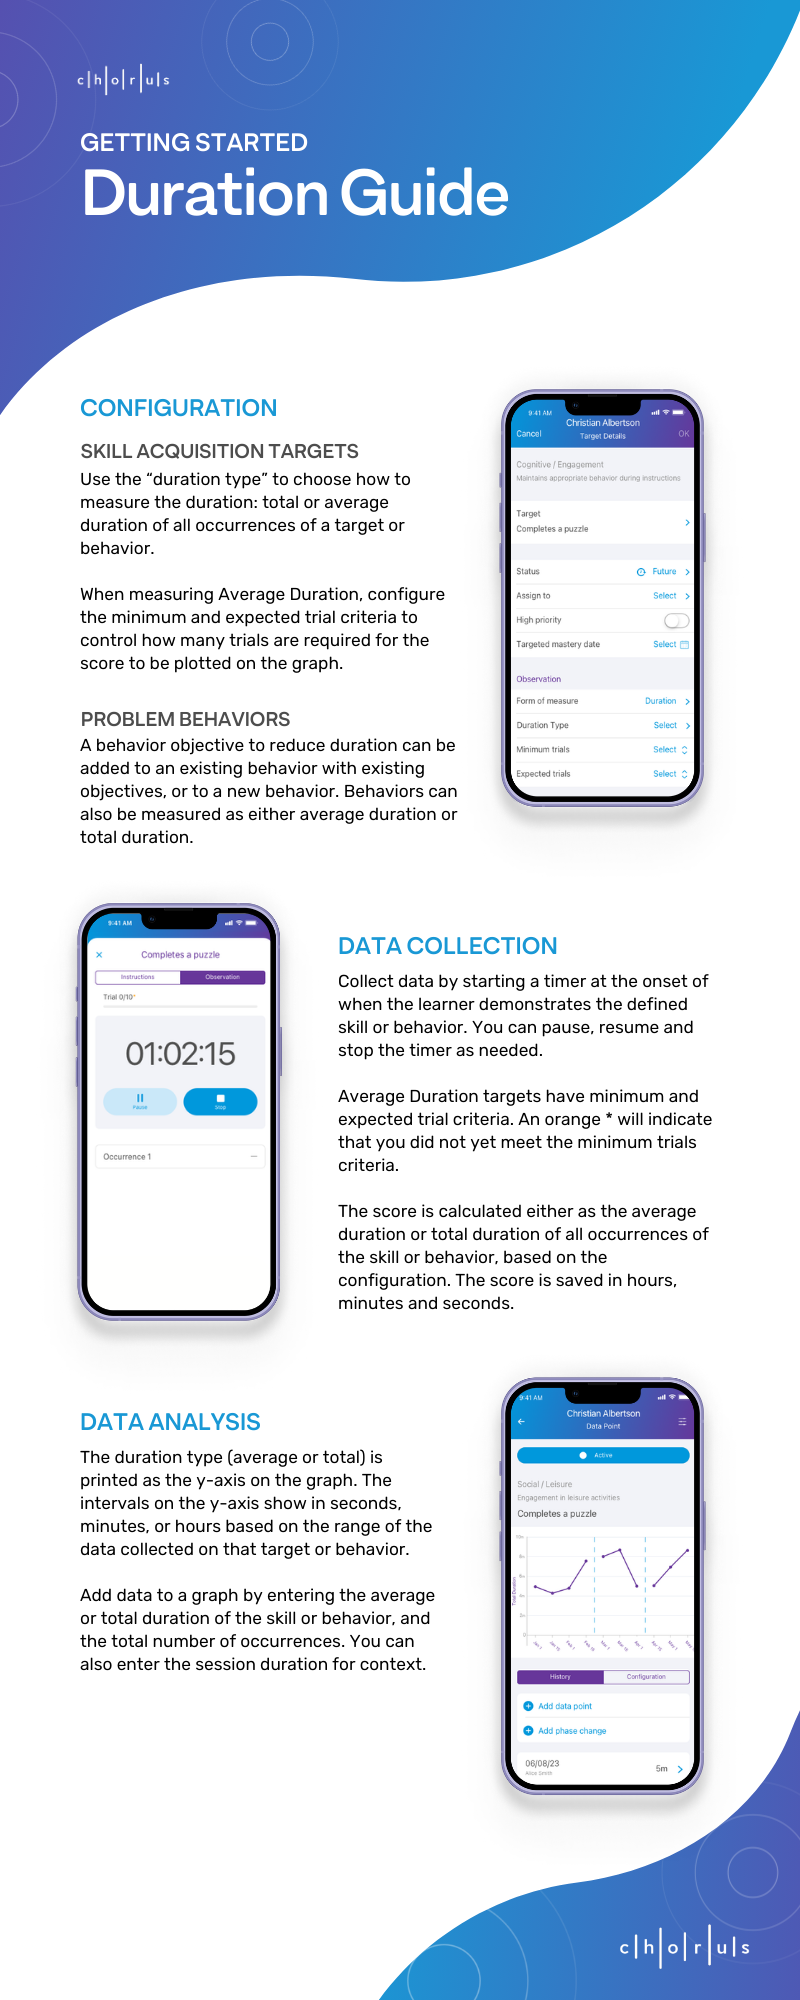 c|h|o|r|u|s
GETTING STARTED
Duration Guide
CONFIGURATION
SKILL ACQUISITION TARGETS
Use the “duration type” to choose how to
measure the duration: total or average
duration of all occurrences of a target or
behavior.
When measuring Average Duration, configure
the minimum and expected trial criteria to
control how many trials are required for the
score to be plotted on the graph.
PROBLEM BEHAVIORS
A behavior objective to reduce duration can be
added to an existing behavior with existing
objectives, or to a new behavior. Behaviors can
also be measured as either average duration or
total duration.
9:41 AM
Christian Albertson
Cancel Target Details OK
Cognitive / Engagement
Maintains appropriate behavior during instructions
Target
Completes a puzzle
Status Future
Assign to Select
High priority
Targeted mastery date Select
Observation
Form of measure Duration
Duration Type Select
Minimum trials Select
Expected trials Select
9:41 AM
Completes a puzzle
Instructions Observation
Trial 0/10*
01:02:15
Pause Stop
Occurrence 1
DATA COLLECTION
Collect data by starting a timer at the onset of
when the learner demonstrates the defined
skill or behavior. You can pause, resume and
stop the timer as needed.
Average Duration targets have minimum and
expected trial criteria. An orange * will indicate
that you did not yet meet the minimum trials
criteria.
The score is calculated either as the average
duration or total duration of all occurrences of
the skill or behavior, based on the
configuration. The score is saved in hours,
minutes and seconds.
DATA ANALYSIS
The duration type (average or total) is
printed as the y-axis on the graph. The
intervals on the y-axis show in seconds,
minutes, or hours based on the range of the
data collected on that target or behavior.
Add data to a graph by entering the average
or total duration of the skill or behavior, and
the total number of occurrences. You can
also enter the session duration for context.
9:41 AM
Christian Albertson
Data Point
Active
Social / Leisure
Engagement in leisure activities
Completes a puzzle
Total Duration
History Configuration
Add data point
Add phase change
06/08/23
Alice Smith
5m
c|h|o|r|u|s